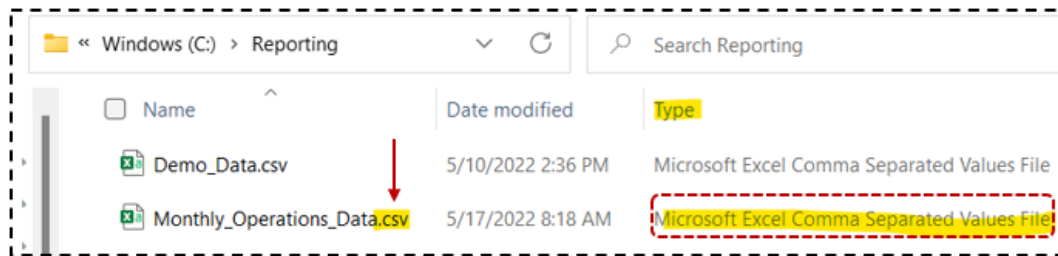 « Windows (C:) > Reporting
Search Reporting
Name Date modified Type
Demo_Data.csv 5/10/2022 2:36 PM Microsoft Excel Comma Separated Values File
Monthly_Operations_Data.csv 5/17/2022 8:18 AM Microsoft Excel Comma Separated Values File